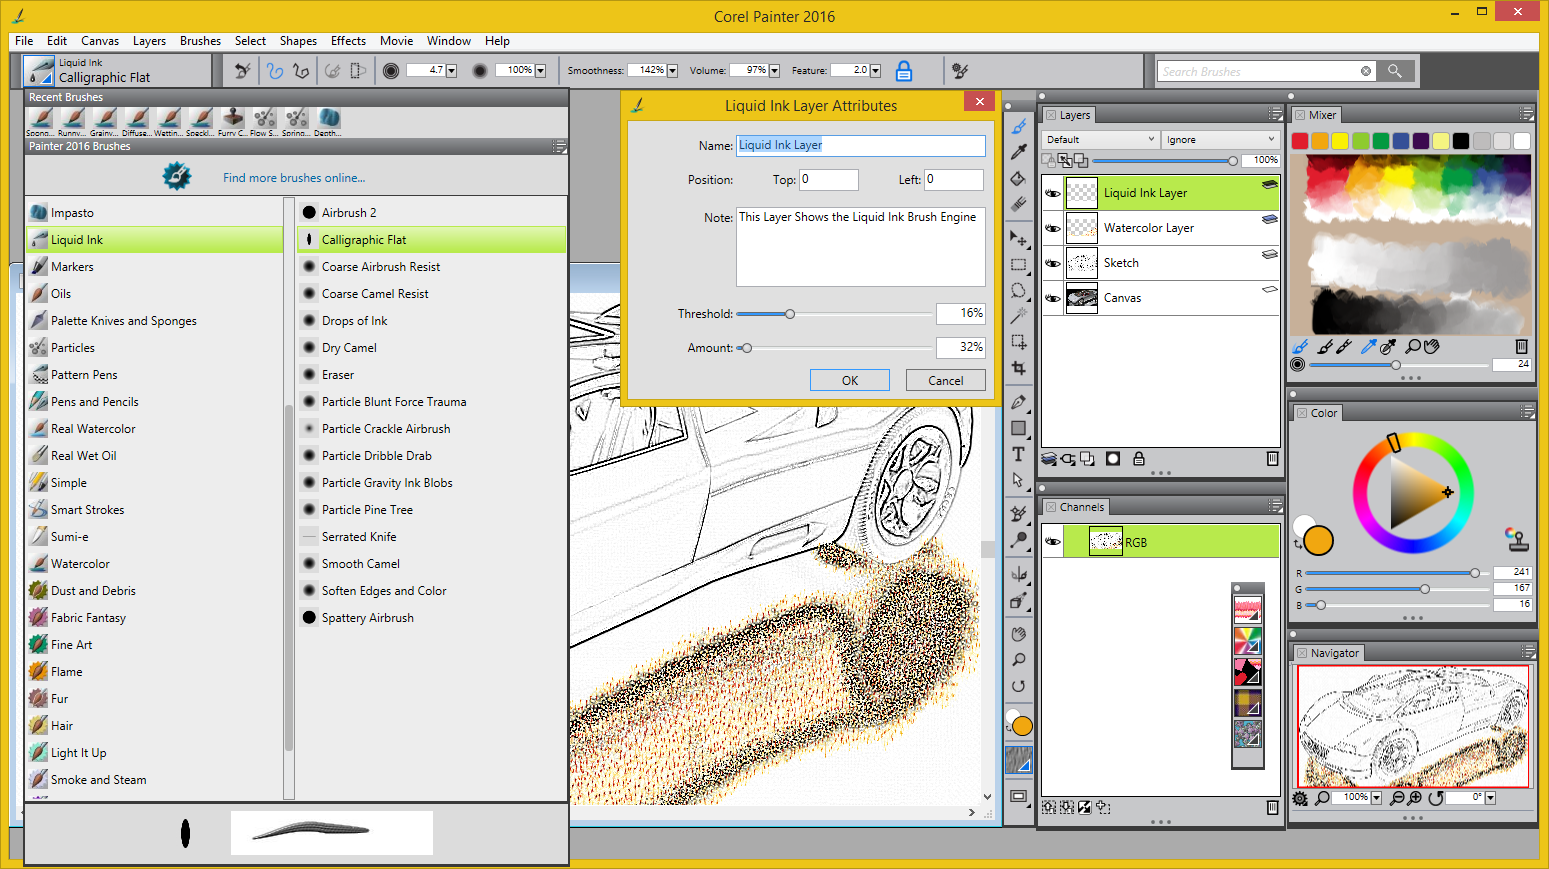 Corel Painter 2016
File Edit Canvas Layers Brushes Select Shapes Effects Movie Window Help
Liquid Ink
Calligraphic Flat
4.7
100%
Smoothness: 142%
Volume: 97%
Feature: 2.0
Search Brushes
Recent Brushes
Spong... Runny... Grainy... Diffuse... Wettin... Speckl... Furry C... Flow S... Spring... Depth...
Painter 2016 Brushes
Find more brushes online...
Impasto
Liquid Ink
Markers
Oils
Palette Knives and Sponges
Particles
Pattern Pens
Pens and Pencils
Real Watercolor
Real Wet Oil
Simple
Smart Strokes
Sumi-e
Watercolor
Dust and Debris
Fabric Fantasy
Fine Art
Flame
Fur
Hair
Light It Up
Smoke and Steam
Airbrush 2
Calligraphic Flat
Coarse Airbrush Resist
Coarse Camel Resist
Drops of Ink
Dry Camel
Eraser
Particle Blunt Force Trauma
Particle Crackle Airbrush
Particle Dribble Drab
Particle Gravity Ink Blobs
Particle Pine Tree
Serrated Knife
Smooth Camel
Soften Edges and Color
Spattery Airbrush
Liquid Ink Layer Attributes
Name: Liquid Ink Layer
Position: Top: 0 Left: 0
Note: This Layer Shows the Liquid Ink Brush Engine
Threshold: 16%
Amount: 32%
OK Cancel
Layers
Default Ignore
100%
Liquid Ink Layer
Watercolor Layer
Sketch
Canvas
Channels
RGB
Mixer
24
Color
R 241
G 167
B 16
Navigator
100% 0°